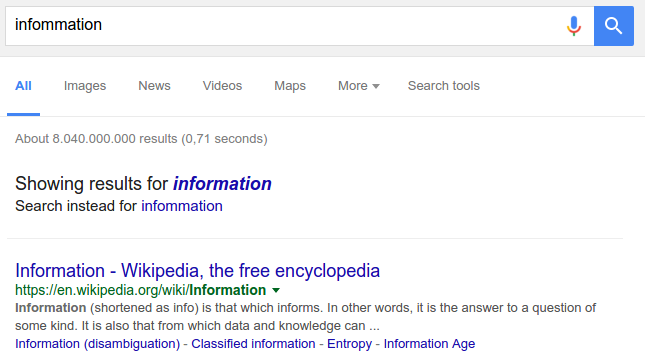 infommation
All Images News Videos Maps More Search tools
About 8.040.000.000 results (0,71 seconds)
Showing results for information
Search instead for infommation
Information - Wikipedia, the free encyclopedia
https://en.wikipedia.org/wiki/Information
Information (shortened as info) is that which informs. In other words, it is the answer to a question of
some kind. It is also that from which data and knowledge can ...
Information (disambiguation) - Classified information - Entropy - Information Age